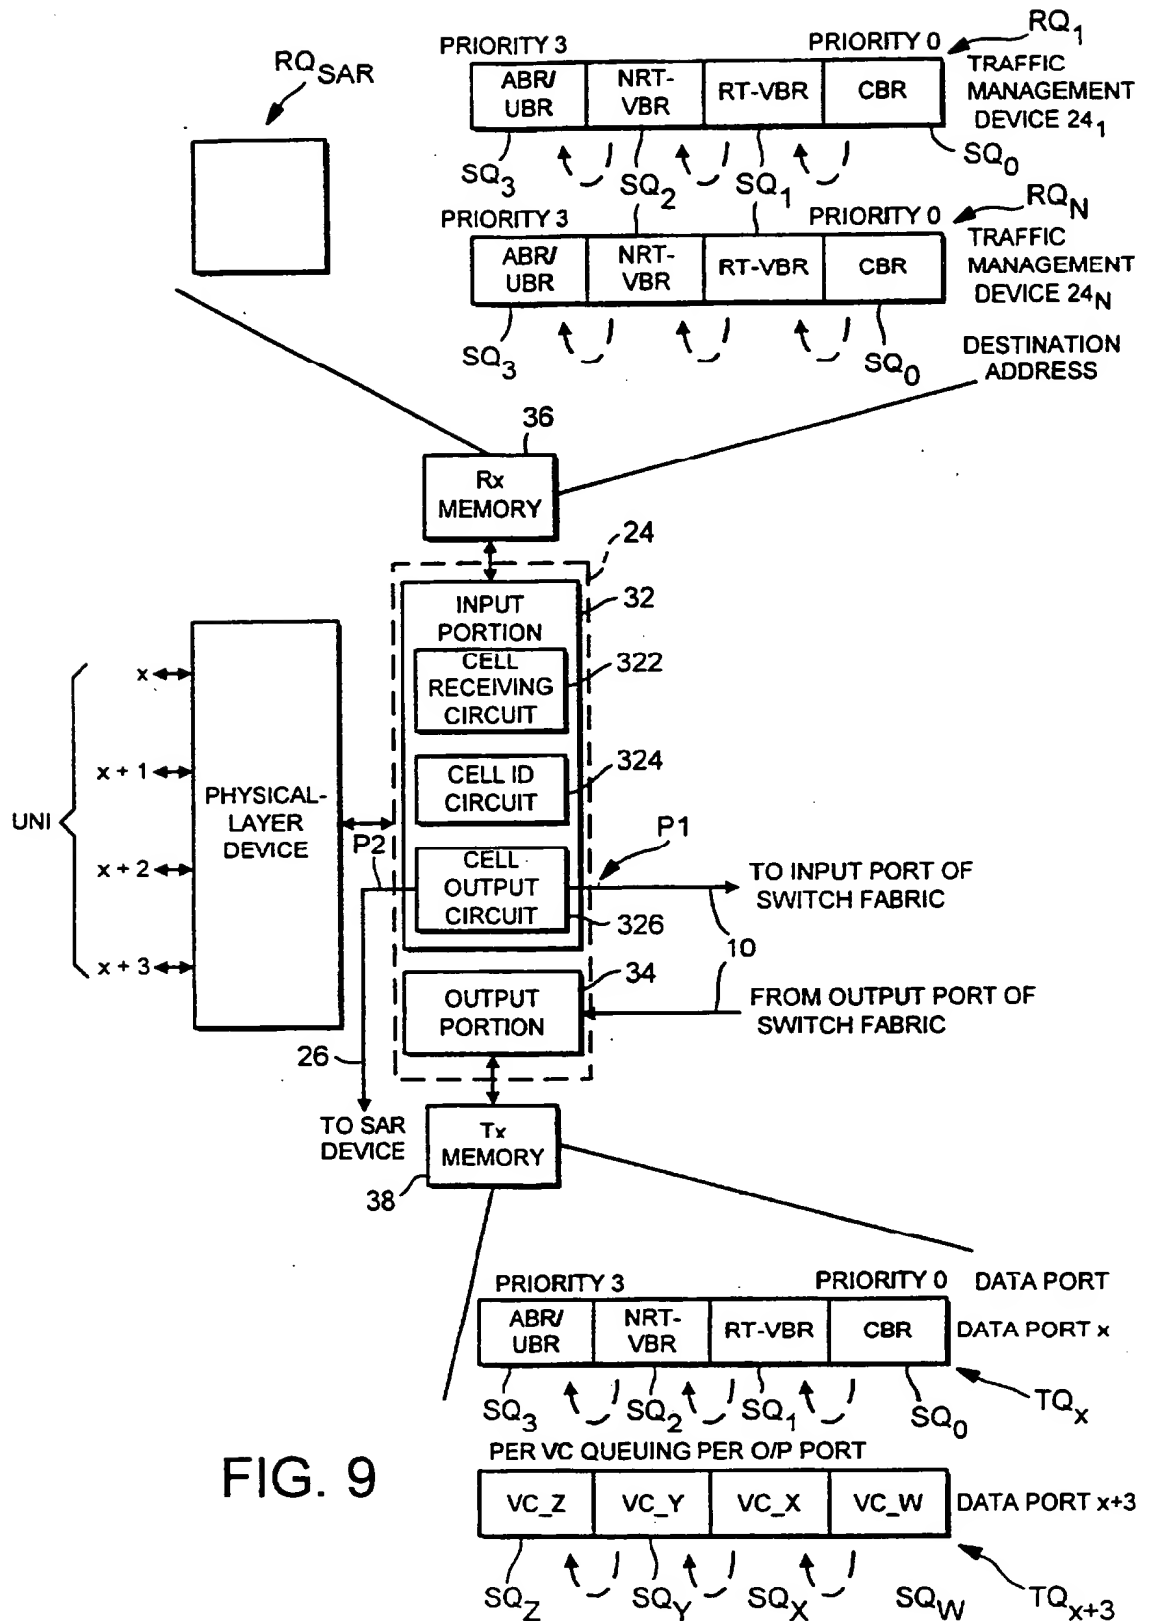 RQSAR
PRIORITY 3
PRIORITY 0
RQ1
ABR/
UBR
NRT-
VBR
RT-VBR
CBR
TRAFFIC
MANAGEMENT
DEVICE 241
SQ3
SQ2
SQ1
SQ0
PRIORITY 3
PRIORITY 0
RQN
ABR/
UBR
NRT-
VBR
RT-VBR
CBR
TRAFFIC
MANAGEMENT
DEVICE 24N
SQ3
SQ0
DESTINATION
ADDRESS
36
Rx
MEMORY
24
32
INPUT
PORTION
CELL
RECEIVING
CIRCUIT
322
CELL ID
CIRCUIT
324
CELL
OUTPUT
CIRCUIT
326
UNI
x
x + 1
x + 2
x + 3
PHYSICAL-
LAYER
DEVICE
P2
P1
TO INPUT PORT OF
SWITCH FABRIC
10
34
OUTPUT
PORTION
FROM OUTPUT PORT OF
SWITCH FABRIC
26
TO SAR
DEVICE
Tx
MEMORY
38
PRIORITY 3
PRIORITY 0
DATA PORT
ABR/
UBR
NRT-
VBR
RT-VBR
CBR
DATA PORT x
SQ3
SQ2
SQ1
SQ0
TQx
PER VC QUEUING PER O/P PORT
VC_Z
VC_Y
VC_X
VC_W
DATA PORT x+3
SQZ
SQY
SQX
SQW
TQx+3
FIG. 9